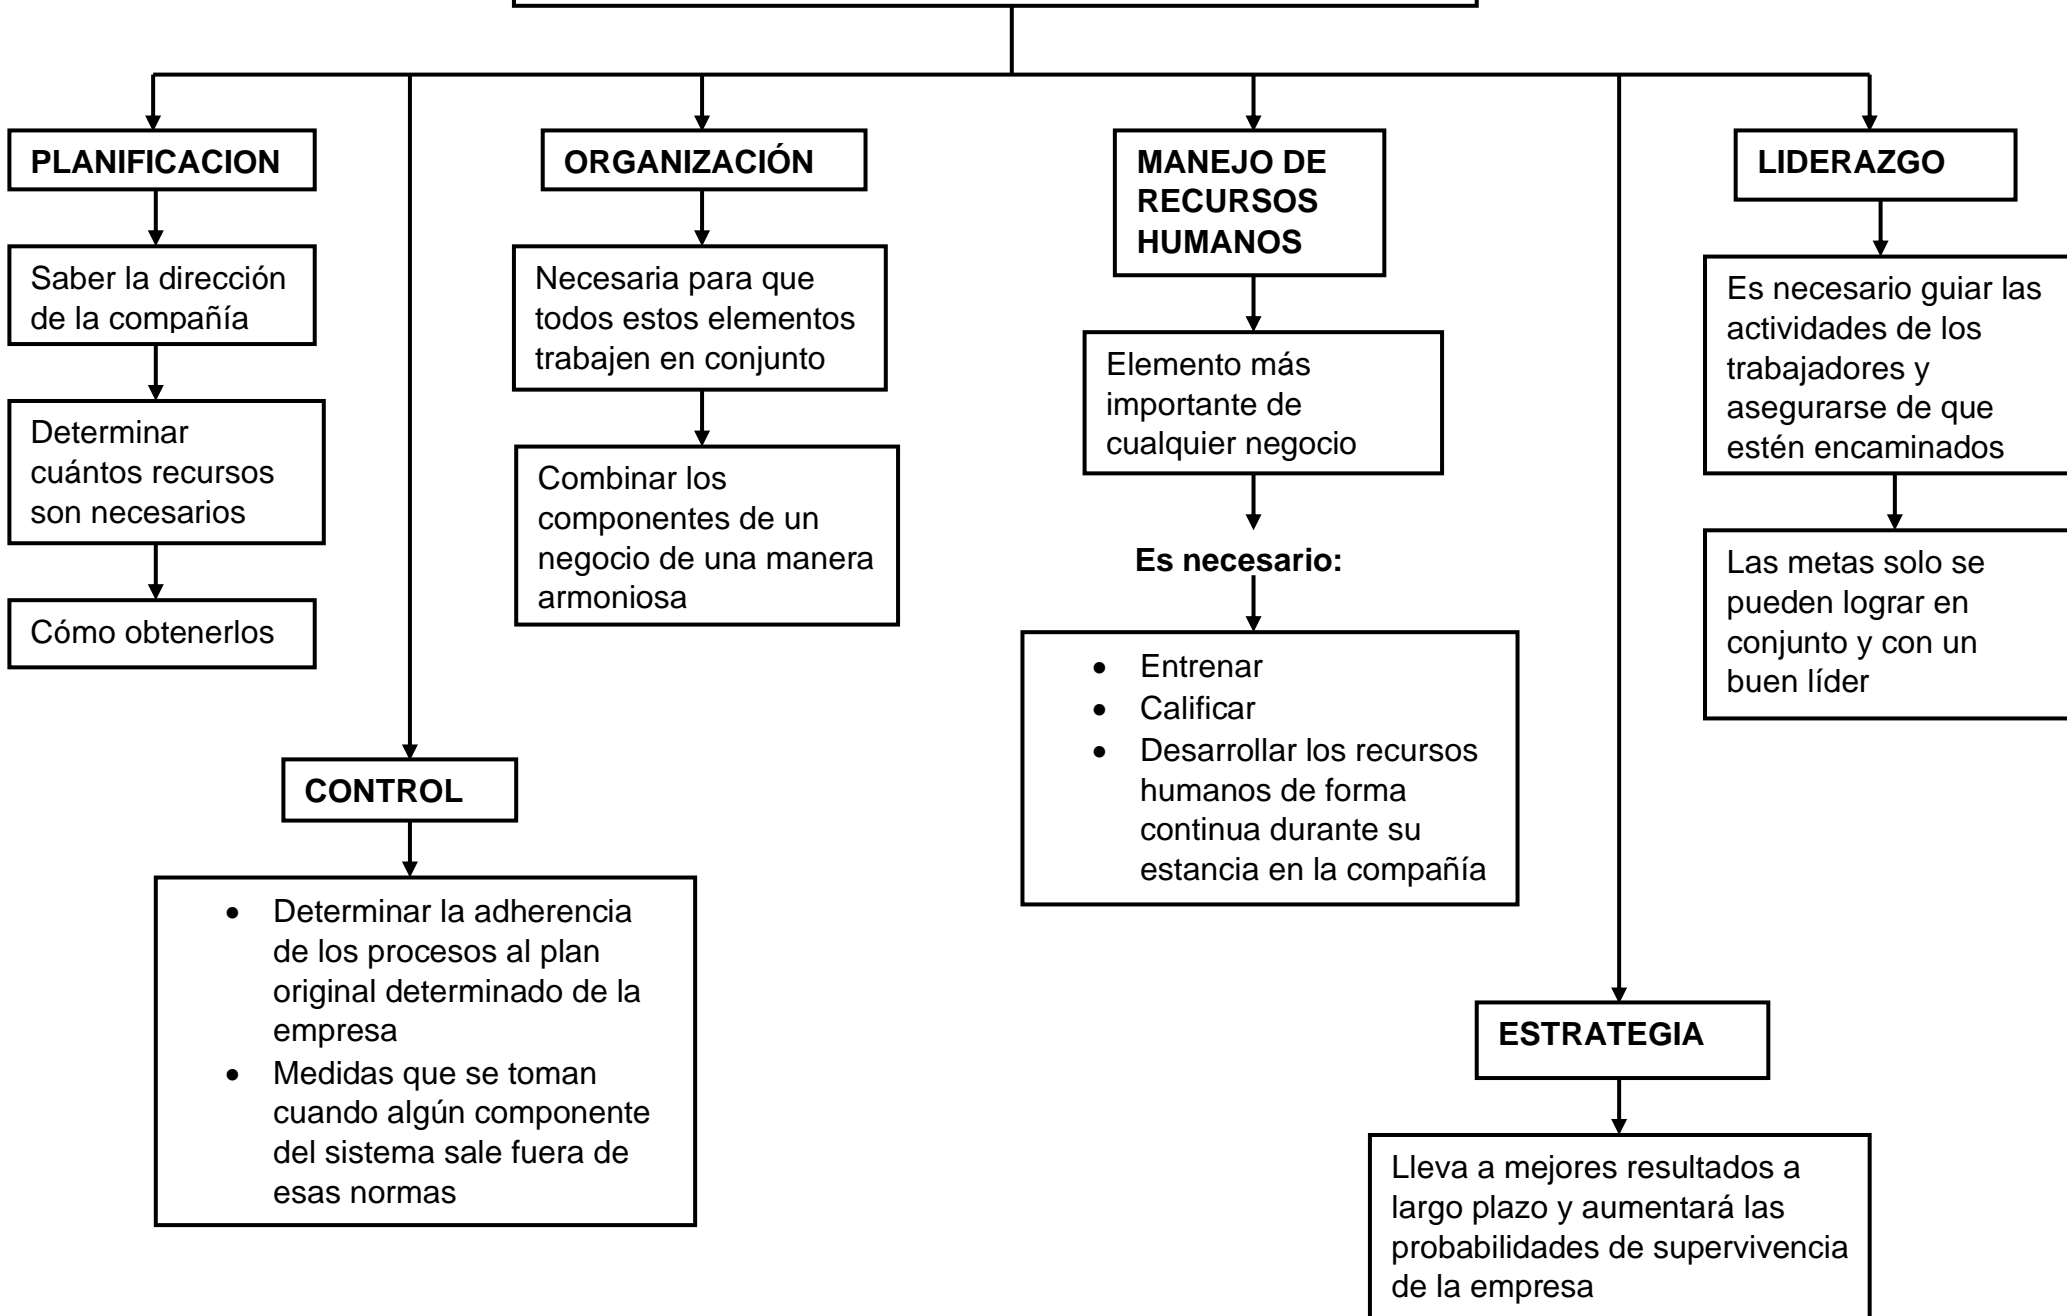 PLANIFICACION
Saber la dirección
de la compañía
Determinar
cuántos recursos
son necesarios
Cómo obtenerlos
CONTROL
• Determinar la adherencia
de los procesos al plan
original determinado de la
empresa
• Medidas que se toman
cuando algún componente
del sistema sale fuera de
esas normas
ORGANIZACIÓN
Necesaria para que
todos estos elementos
trabajen en conjunto
Combinar los
componentes de un
negocio de una manera
armoniosa
MANEJO DE
RECURSOS
HUMANOS
Elemento más
importante de
cualquier negocio
Es necesario:
• Entrenar
• Calificar
• Desarrollar los recursos
humanos de forma
continua durante su
estancia en la compañía
ESTRATEGIA
Lleva a mejores resultados a
largo plazo y aumentará las
probabilidades de supervivencia
de la empresa
LIDERAZGO
Es necesario guiar las
actividades de los
trabajadores y
asegurarse de que
estén encaminados
Las metas solo se
pueden lograr en
conjunto y con un
buen líder